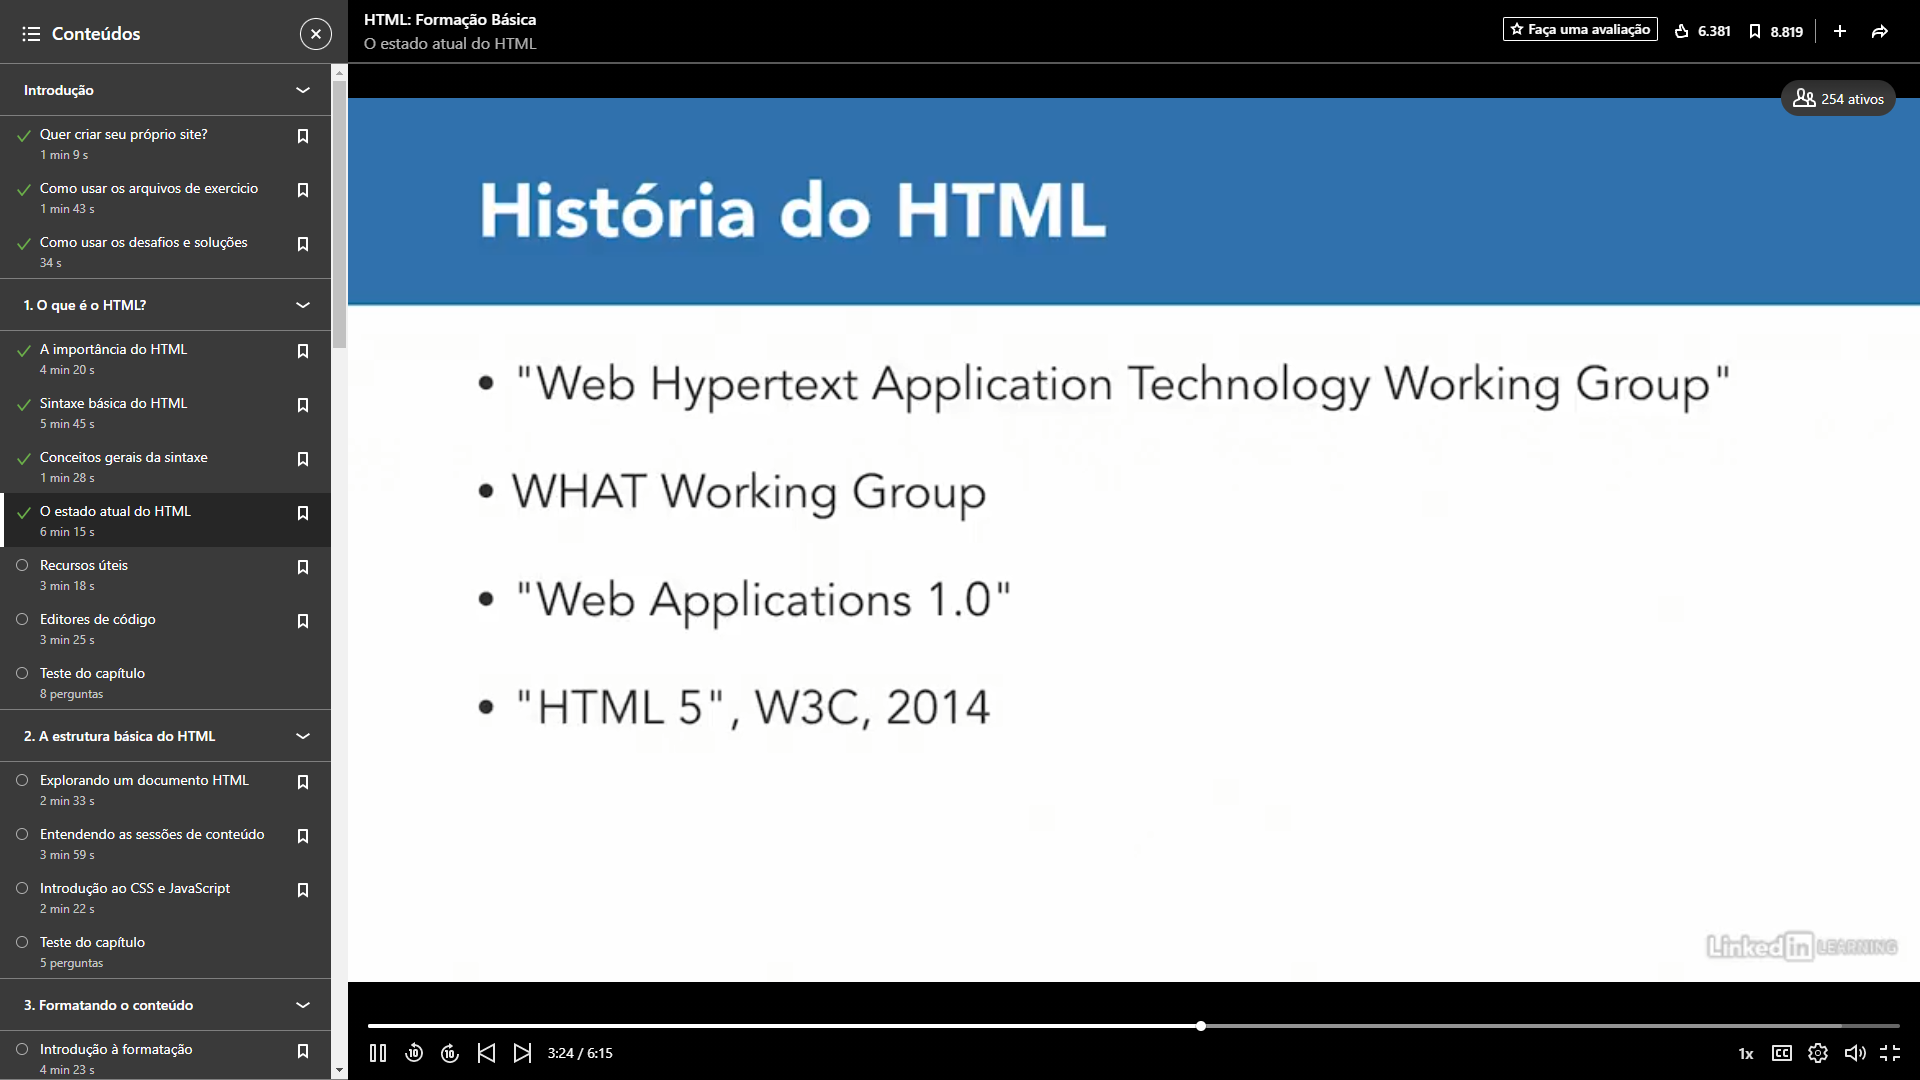 Conteúdos
Introdução
Quer criar seu próprio site?
1 min 9 s
Como usar os arquivos de exercicio
1 min 43 s
Como usar os desafios e soluções
34 s
1. O que é o HTML?
A importância do HTML
4 min 20 s
Sintaxe básica do HTML
5 min 45 s
Conceitos gerais da sintaxe
1 min 28 s
O estado atual do HTML
6 min 15 s
Recursos úteis
3 min 18 s
Editores de código
3 min 25 s
Teste do capítulo
8 perguntas
2. A estrutura básica do HTML
Explorando um documento HTML
2 min 33 s
Entendendo as sessões de conteúdo
3 min 59 s
Introdução ao CSS e JavaScript
2 min 22 s
Teste do capítulo
5 perguntas
3. Formatando o conteúdo
Introdução à formatação
4 min 23 s
HTML: Formação Básica
O estado atual do HTML
Faça uma avaliação 6.381 8.819
254 ativos
História do HTML
• "Web Hypertext Application Technology Working Group"
• WHAT Working Group
• "Web Applications 1.0"
• "HTML 5", W3C, 2014
Linked in LEARNING
10 10 3:24 / 6:15 1x CC